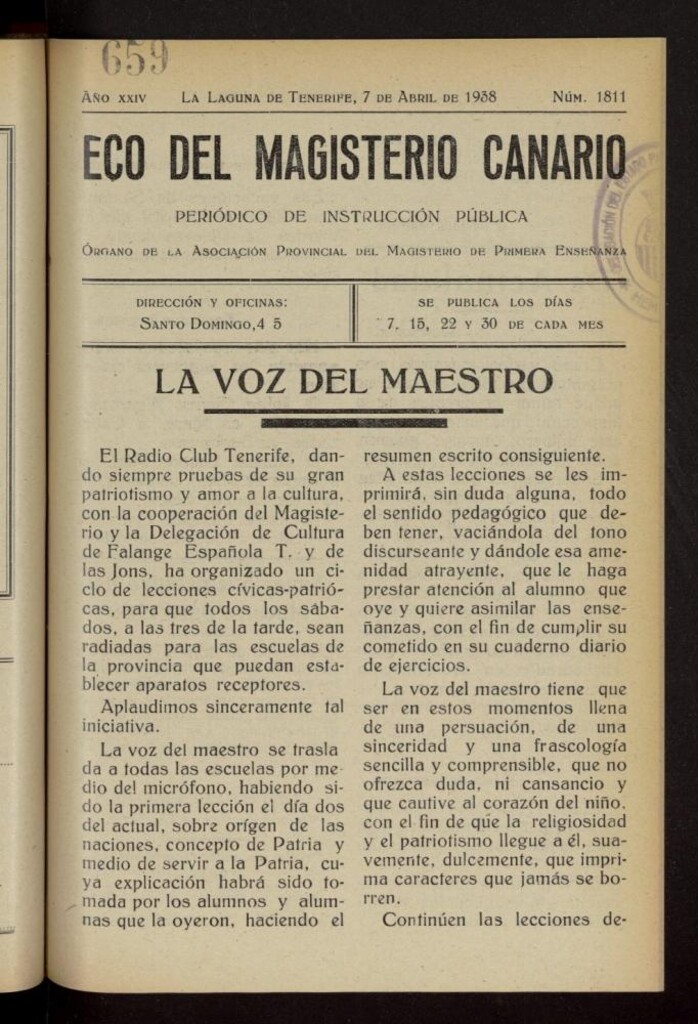 659
AÑO XXIV LA LAGUNA DE TENERIFE, 7 DE ABRIL DE 1938 NÚM. 1811
ECO DEL MAGISTERIO CANARIO
PERIÓDICO DE INSTRUCCIÓN PÚBLICA
ÓRGANO DE LA ASOCIACIÓN PROVINCIAL DEL MAGISTERIO DE PRIMERA ENSEÑANZA
DIRECCIÓN Y OFICINAS:
SANTO DOMINGO,4 5
SE PUBLICA LOS DÍAS
7, 15, 22 Y 30 DE CADA MES
LA VOZ DEL MAESTRO
El Radio Club Tenerife, dan-
do siempre pruebas de su gran
patriotismo y amor a la cultura,
con la cooperación del Magiste-
rio y la Delegación de Cultura
de Falange Española T. y de
las Jons, ha organizado un ci-
clo de lecciones cívicas-patrió-
cas, para que todos los sába-
dos, a las tres de la tarde, sean
radiadas para las escuelas de
la provincia que puedan esta-
blecer aparatos receptores.
Aplaudimos sinceramente tal
iniciativa.
La voz del maestro se trasla
da a todas las escuelas por me-
dio del micrófono, habiendo si-
do la primera lección el día dos
del actual, sobre orígen de las
naciones, concepto de Patria y
medio de servir a la Patria, cu-
ya explicación habrá sido to-
mada por los alumnos y alum-
nas que la oyeron, haciendo el
resumen escrito consiguiente.
A estas lecciones se les im-
primirá, sin duda alguna, todo
el sentido pedagógico que de-
ben tener, vaciándola del tono
discurseante y dándole esa ame-
nidad atrayente, que le haga
prestar atención al alumno que
oye y quiere asimilar las ense-
ñanzas, con el fin de cumplir su
cometido en su cuaderno diario
de ejercicios.
La voz del maestro tiene que
ser en estos momentos llena
de una persuación, de una
sinceridad y una frascología
sencilla y comprensible, que no
ofrezca duda, ni cansancio y
que cautive al corazón del niño,
con el fin de que la religiosidad
y el patriotismo llegue a él, sua-
vemente, dulcemente, que impri-
ma caracteres que jamás se bo-
rren.
Continúen las lecciones de-